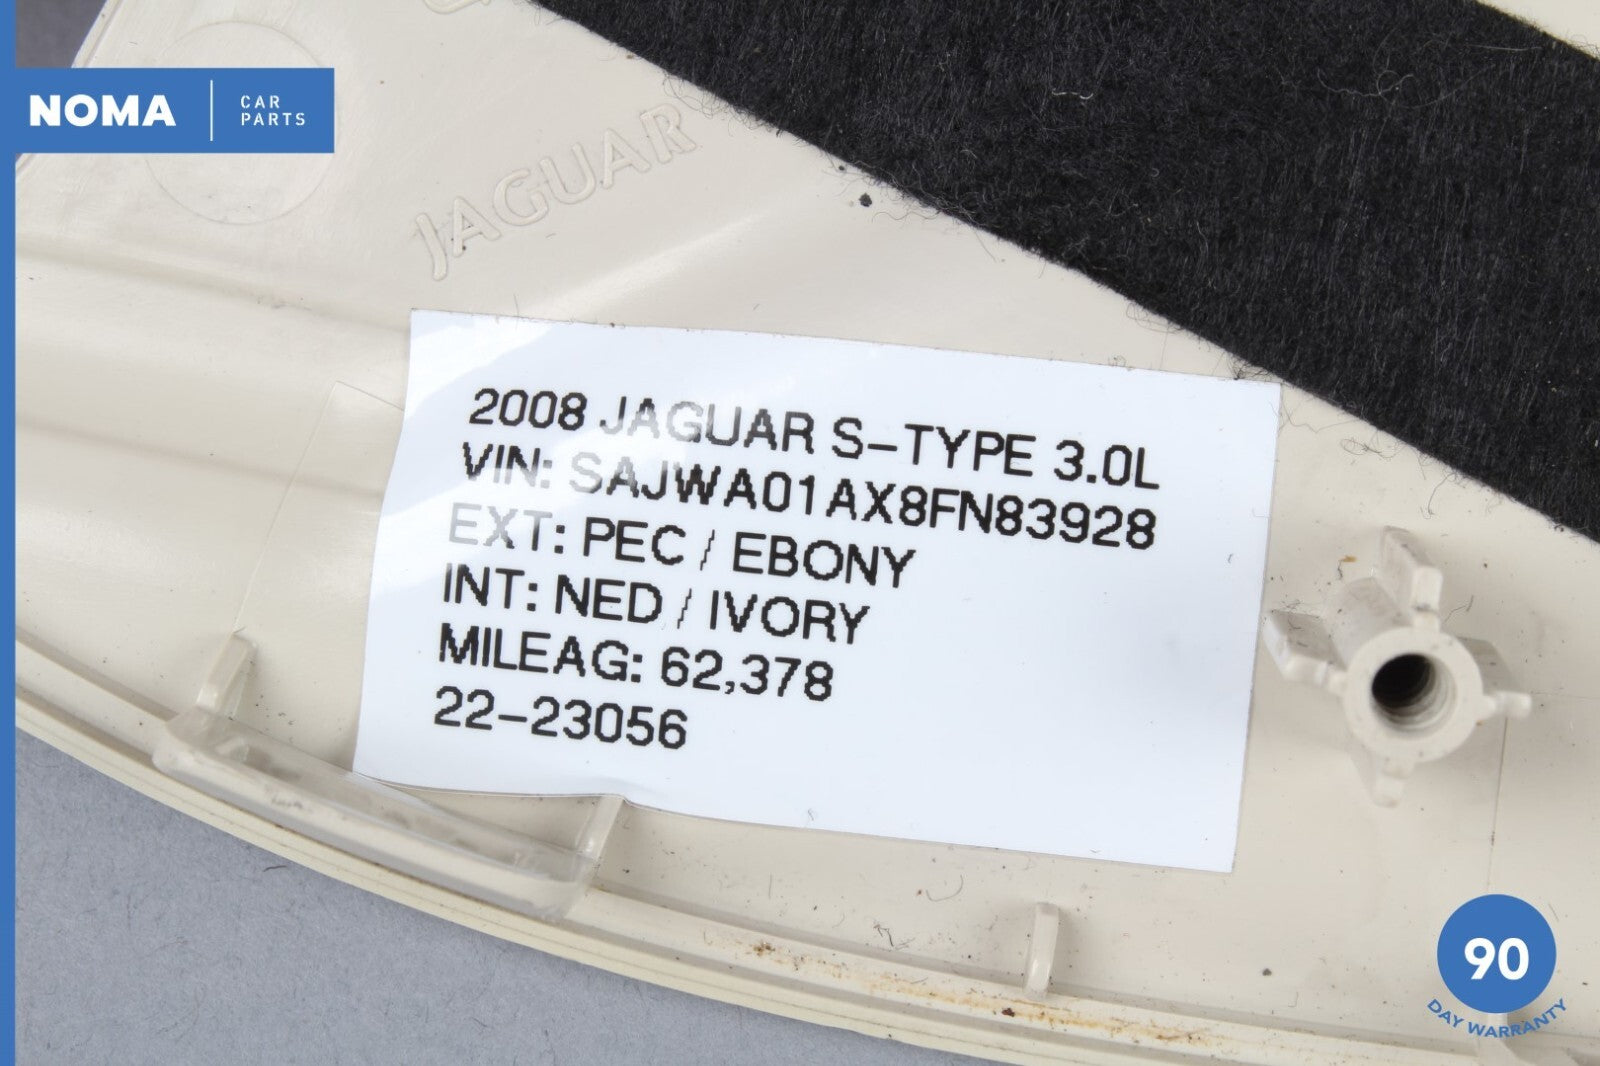 NOMA
CAR
PARTS
JAGUAR
2008 JAGUAR S-TYPE 3.0L
VIN: SAJWA01AX8FN83928
EXT: PEC / EBONY
INT: NED / IVORY
MILEAG: 62,378
22-23056
90
DAY WARRANTY